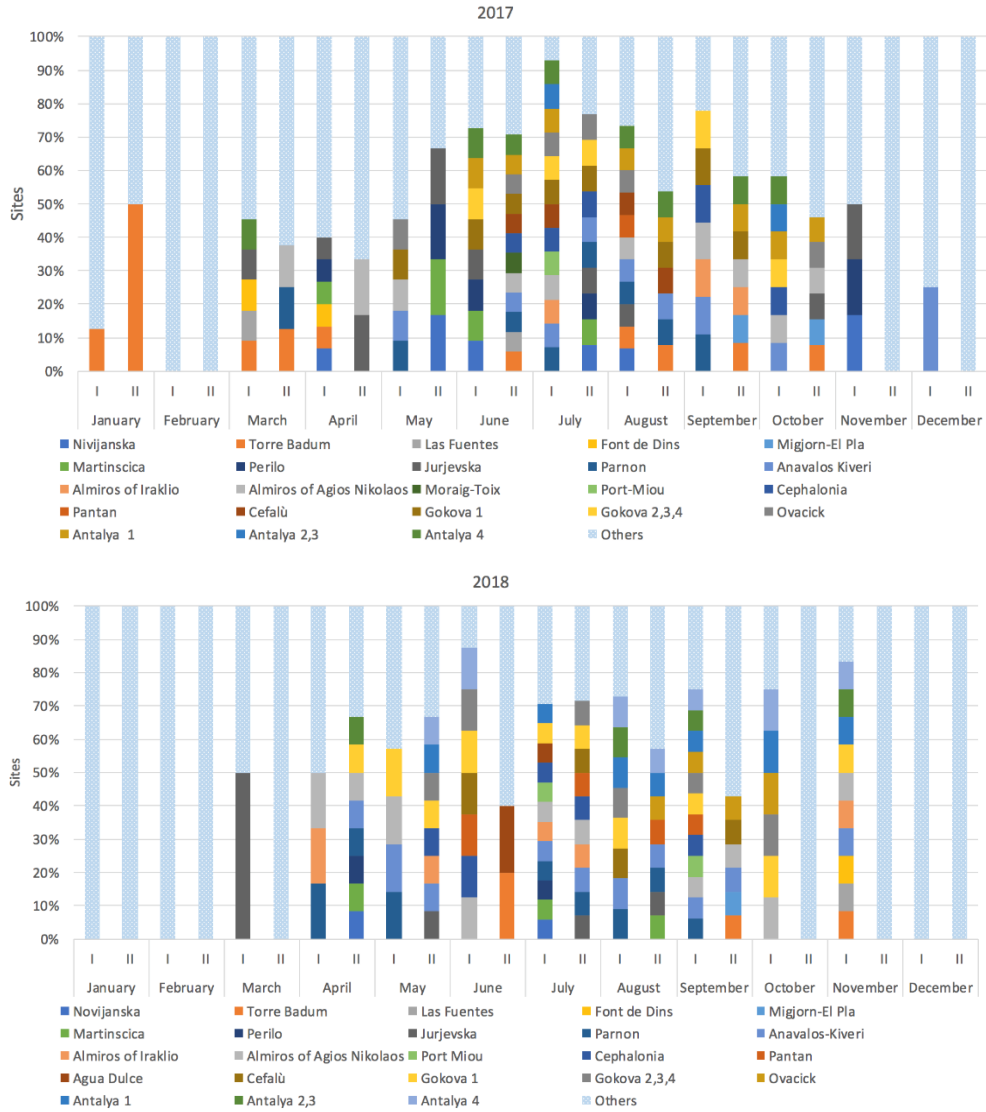 2017
100%
90%
80%
70%
60%
50%
40%
30%
20%
10%
0%
Sites
I II I II I II I II I II I II I II I II I II I II I II I II
January February March April May June July August September October November December
Nivijanska Torre Badum Las Fuentes Font de Dins Migjorn-El Pla
Martinscica Perilo Jurjevska Parnon Anavalos Kiveri
Almiros of Iraklio Almiros of Agios Nikolaos Moraig-Toix Port-Miou Cephalonia
Pantan Cefalù Gokova 1 Gokova 2,3,4 Ovacick
Antalya 1 Antalya 2,3 Antalya 4 Others
2018
100%
90%
80%
70%
60%
50%
40%
30%
20%
10%
0%
Sites
I II I II I II I II I II I II I II I II I II I II I II I II
January February March April May June July August September October November December
Novijanska Torre Badum Las Fuentes Font de Dins Migjorn-El Pla
Martinscica Perilo Jurjevska Parnon Anavalos-Kiveri
Almiros of Iraklio Almiros of Agios Nikolaos Port Miou Cephalonia Pantan
Agua Dulce Cefalù Gokova 1 Gokova 2,3,4 Ovacick
Antalya 1 Antalya 2,3 Antalya 4 Others